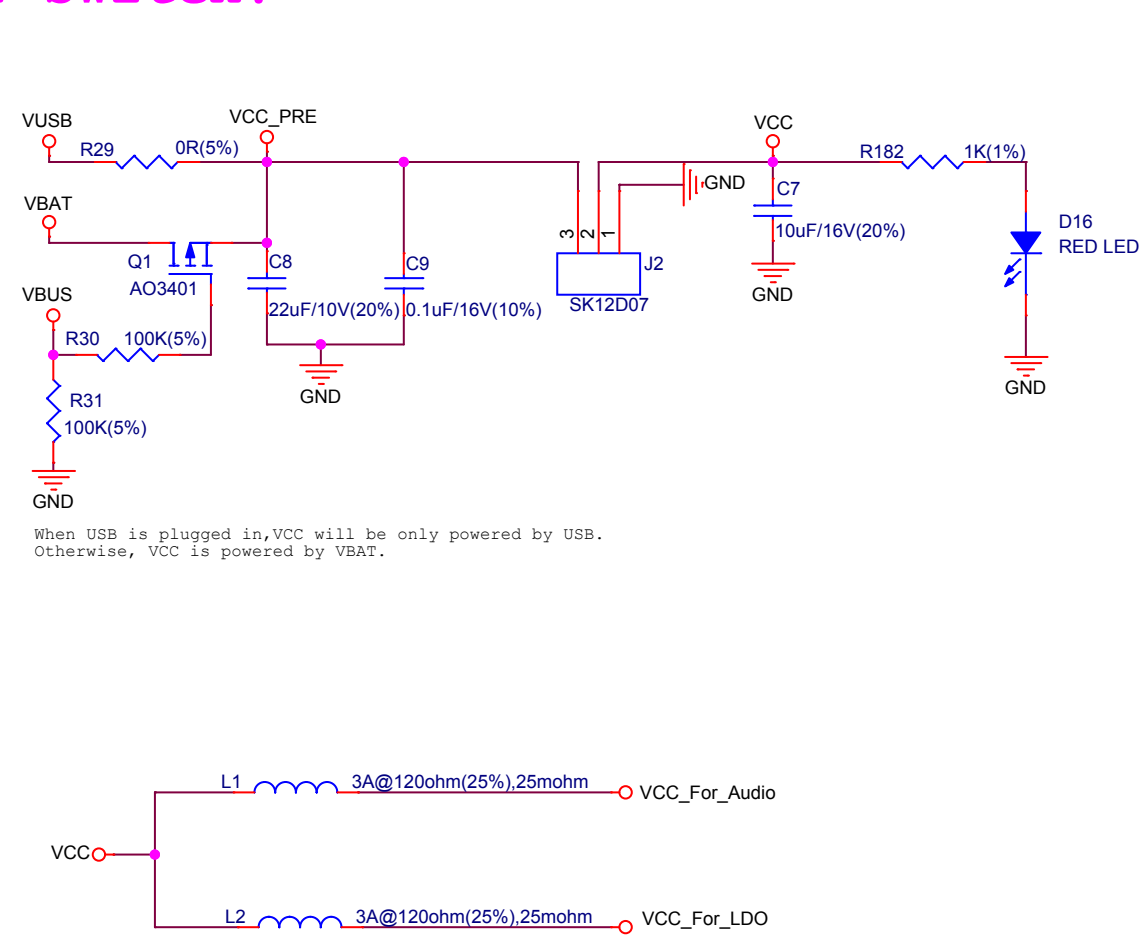 VUSB
R29
0R(5%)
VCC_PRE
VCC
R182
1K(1%)
VBAT
Q1
AO3401
C8
22uF/10V(20%)
C9
0.1uF/16V(10%)
3
2
1
J2
SK12D07
GND
C7
10uF/16V(20%)
GND
D16
RED LED
GND
VBUS
R30
100K(5%)
GND
R31
100K(5%)
GND
When USB is plugged in,VCC will be only powered by USB.
Otherwise, VCC is powered by VBAT.
L1
3A@120ohm(25%),25mohm
VCC_For_Audio
VCC
L2
3A@120ohm(25%),25mohm
VCC_For_LDO